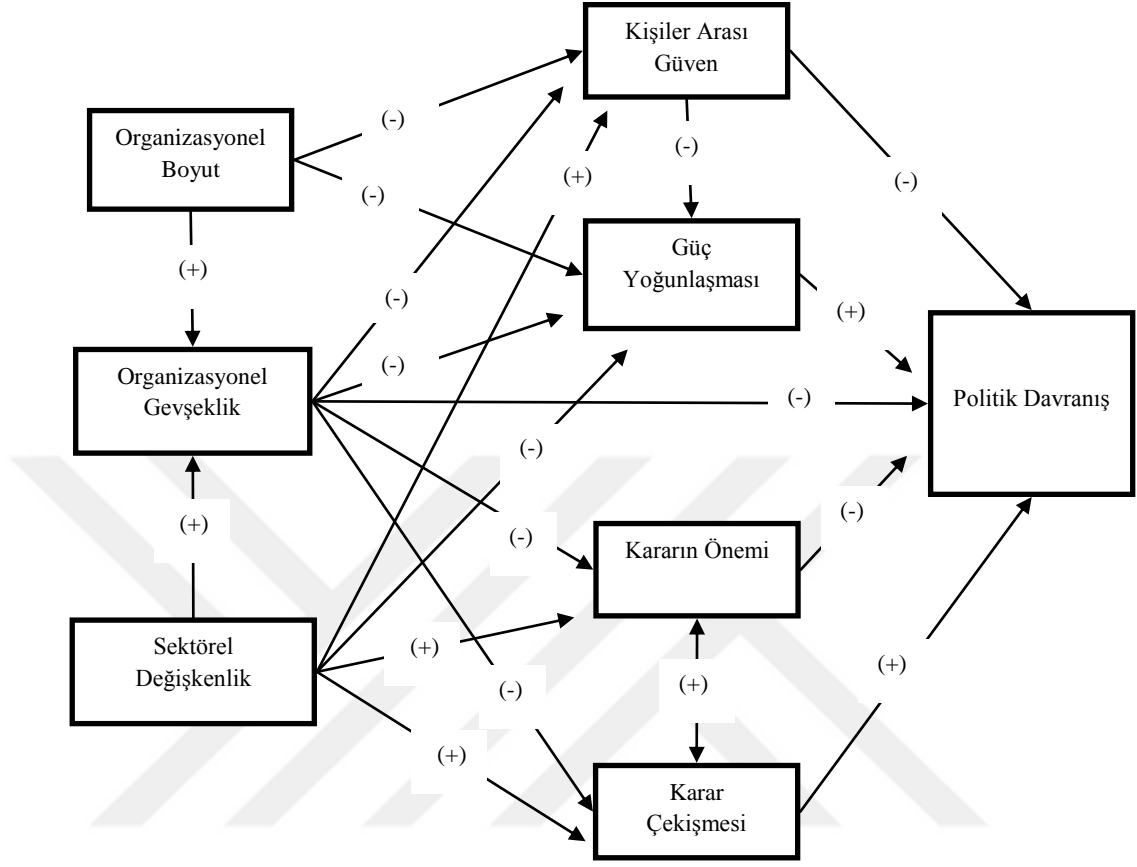 Kişiler Arası
Güven
(-)
Organizasyonel
Boyut
(-)
(+)
(-)
(-)
Güç
Yoğunlaşması
(+)
(-)
(+)
(-)
Organizasyonel
Gevşeklik
(-)
Politik Davranış
(-)
(+)
(-)
Kararın Önemi
(-)
Sektörel
Değişkenlik
(+)
(-)
(+)
(+)
(+)
Karar
Çekişmesi